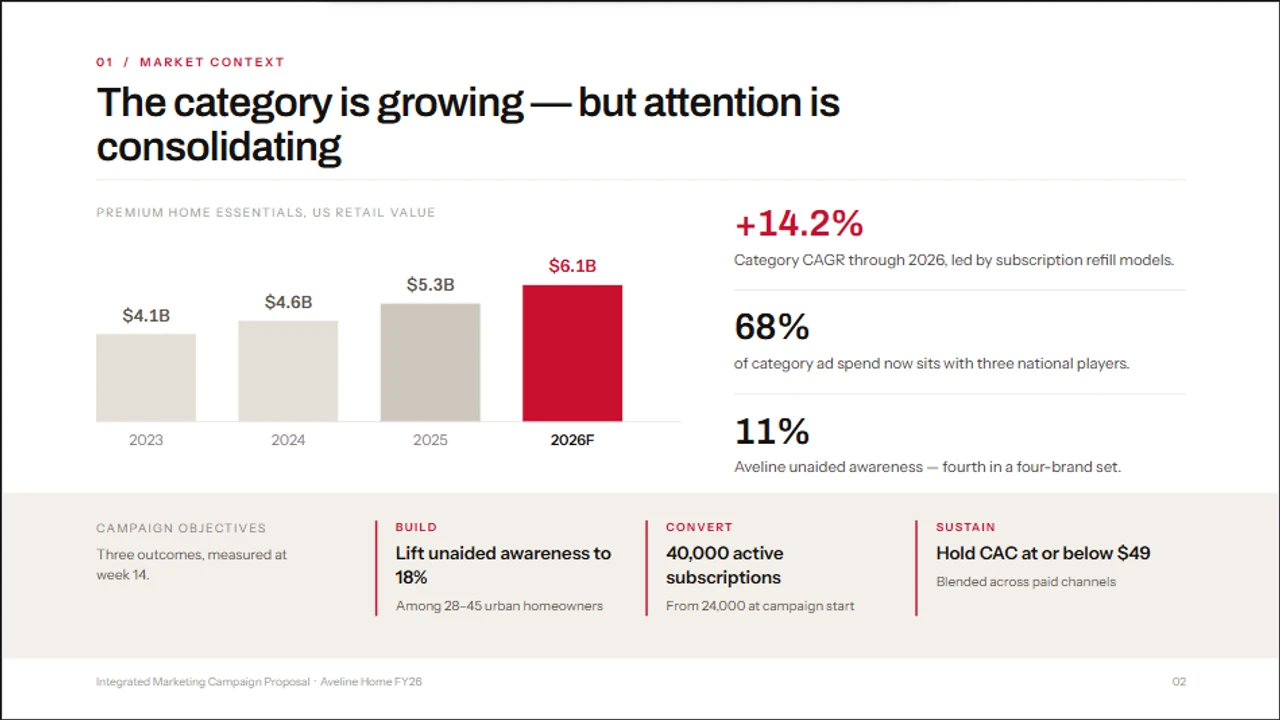 01 / MARKET CONTEXT
The category is growing — but attention is
consolidating
PREMIUM HOME ESSENTIALS, US RETAIL VALUE
$4.1B
$4.6B
$5.3B
$6.1B
2023
2024
2025
2026F
+14.2%
Category CAGR through 2026, led by subscription refill models.
68%
of category ad spend now sits with three national players.
11%
Aveline unaided awareness — fourth in a four-brand set.
CAMPAIGN OBJECTIVES
Three outcomes, measured at
week 14.
BUILD
Lift unaided awareness to
18%
Among 28–45 urban homeowners
CONVERT
40,000 active
subscriptions
From 24,000 at campaign start
SUSTAIN
Hold CAC at or below $49
Blended across paid channels
Integrated Marketing Campaign Proposal · Aveline Home FY26
02